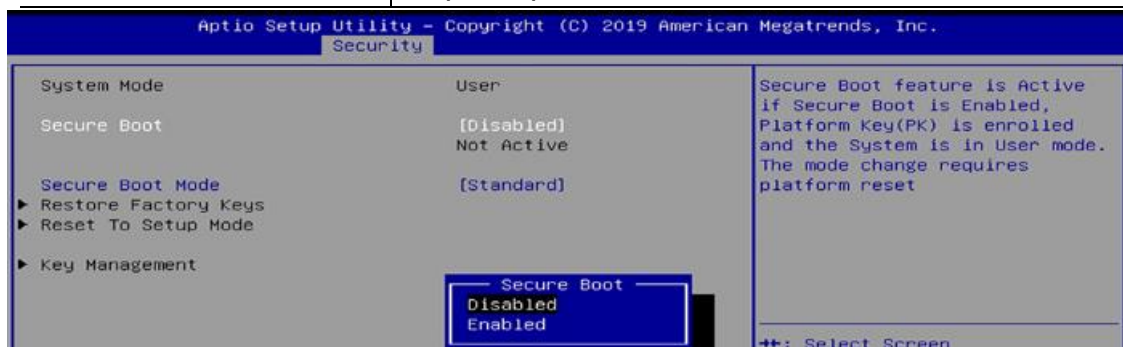 Aptio Setup Utility – Copyright (C) 2019 American Megatrends, Inc.
Security
System Mode User
Secure Boot [Disabled]
Not Active
Secure Boot Mode [Standard]
► Restore Factory Keys
► Reset To Setup Mode
► Key Management
Secure Boot feature is Active
if Secure Boot is Enabled,
Platform Key(PK) is enrolled
and the System is in User mode.
The mode change requires
platform reset
Secure Boot
Disabled
Enabled
: Select Screen